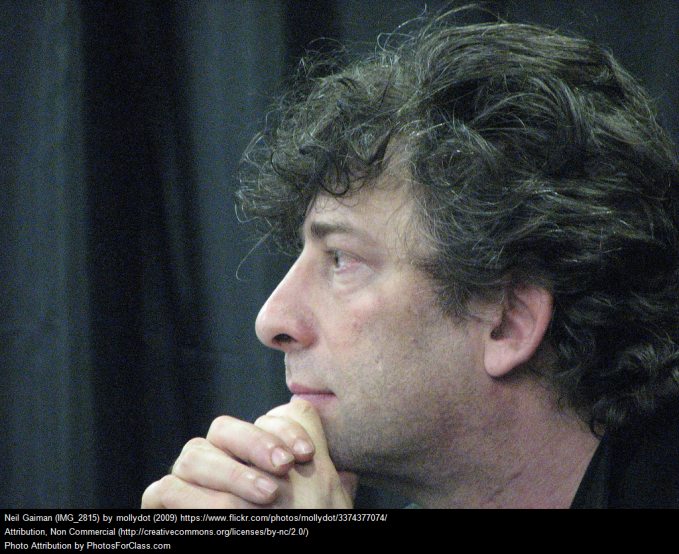 Neil Gaiman (IMG_2815) by mollydot (2009) https://www.flickr.com/photos/mollydot/3374377074/
Attribution, Non Commercial (http://creativecommons.org/licenses/by-nc/2.0/)
Photo Attribution by PhotosForClass.com